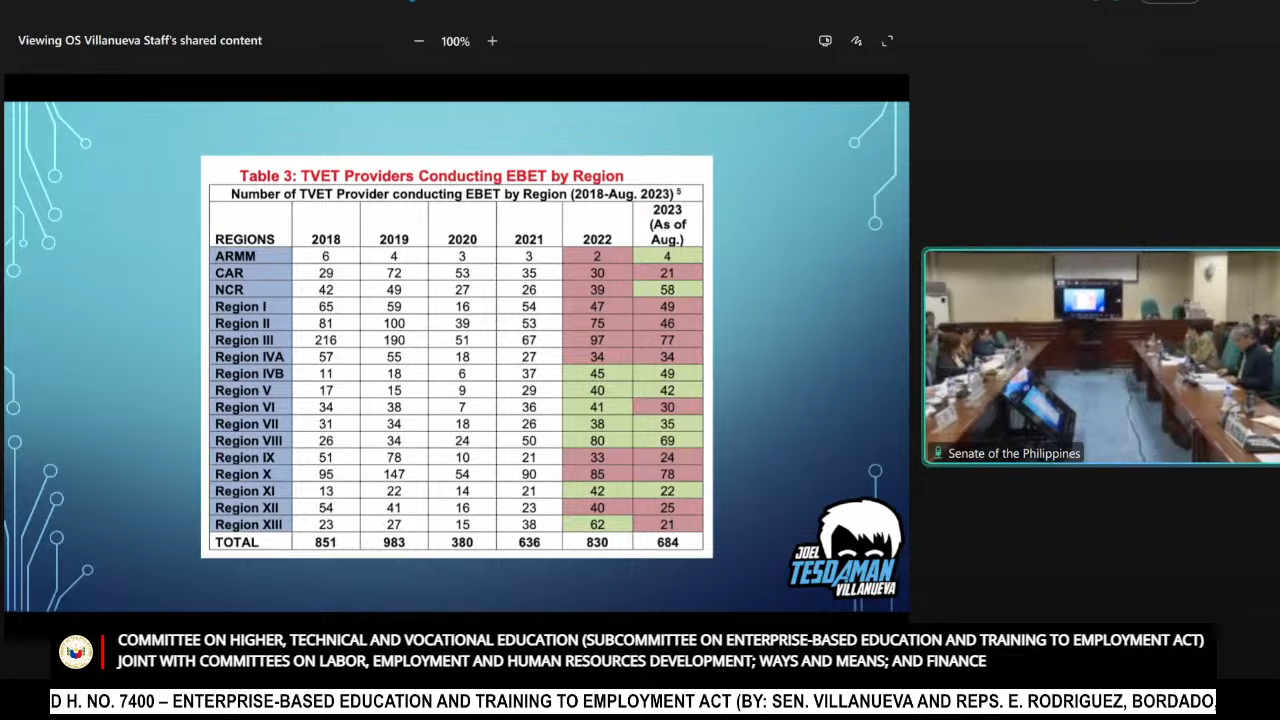 Viewing OS Villanueva Staff's shared content
100%
Table 3: TVET Providers Conducting EBET by Region
Number of TVET Provider conducting EBET by Region (2018-Aug. 2023) 5
REGIONS 2018 2019 2020 2021 2022 2023 (As of Aug.)
ARMM 6 4 3 3 2 4
CAR 29 72 53 35 30 21
NCR 42 49 27 26 39 58
Region I 65 59 16 54 47 49
Region II 81 100 39 53 75 46
Region III 216 190 51 67 97 77
Region IVA 57 55 18 27 34 34
Region IVB 11 18 6 37 45 49
Region V 17 15 9 29 40 42
Region VI 34 38 7 36 41 30
Region VII 31 34 18 26 38 35
Region VIII 26 34 24 50 80 69
Region IX 51 78 10 21 33 24
Region X 95 147 54 90 85 78
Region XI 13 22 14 21 42 22
Region XII 54 41 16 23 40 25
Region XIII 23 27 15 38 62 21
TOTAL 851 983 380 636 830 684
JOEL
TESDAMAN
VILLANUEVA
Senate of the Philippines
COMMITTEE ON HIGHER, TECHNICAL AND VOCATIONAL EDUCATION (SUBCOMMITTEE ON ENTERPRISE-BASED EDUCATION AND TRAINING TO EMPLOYMENT ACT)
JOINT WITH COMMITTEES ON LABOR, EMPLOYMENT AND HUMAN RESOURCES DEVELOPMENT; WAYS AND MEANS; AND FINANCE
D H. NO. 7400 – ENTERPRISE-BASED EDUCATION AND TRAINING TO EMPLOYMENT ACT (BY: SEN. VILLANUEVA AND REPS. E. RODRIGUEZ, BORDADO,